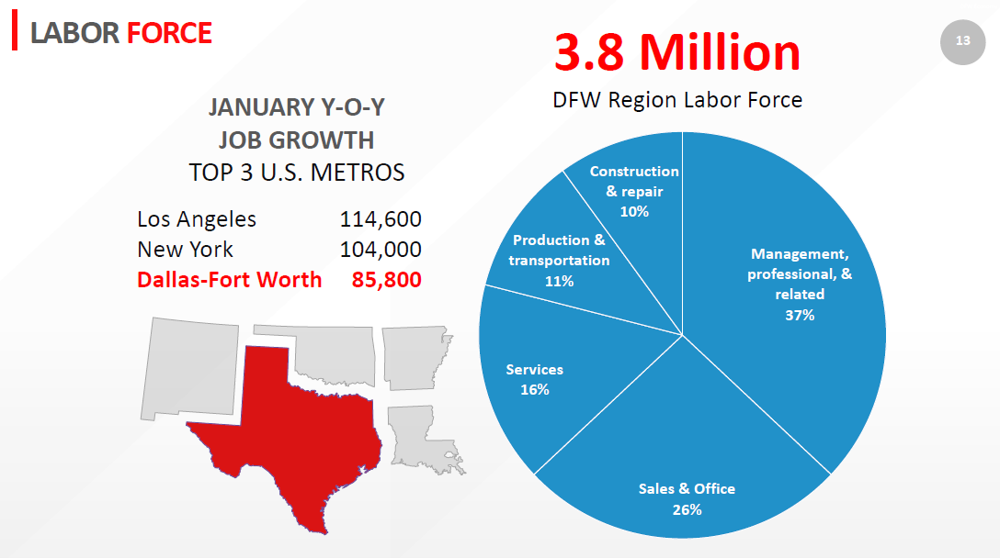 LABOR FORCE
13
3.8 Million
DFW Region Labor Force
JANUARY Y-O-Y
JOB GROWTH
TOP 3 U.S. METROS
Los Angeles 114,600
New York 104,000
Dallas-Fort Worth 85,800
Construction
& repair
10%
Production &
transportation
11%
Management,
professional, &
related
37%
Services
16%
Sales & Office
26%